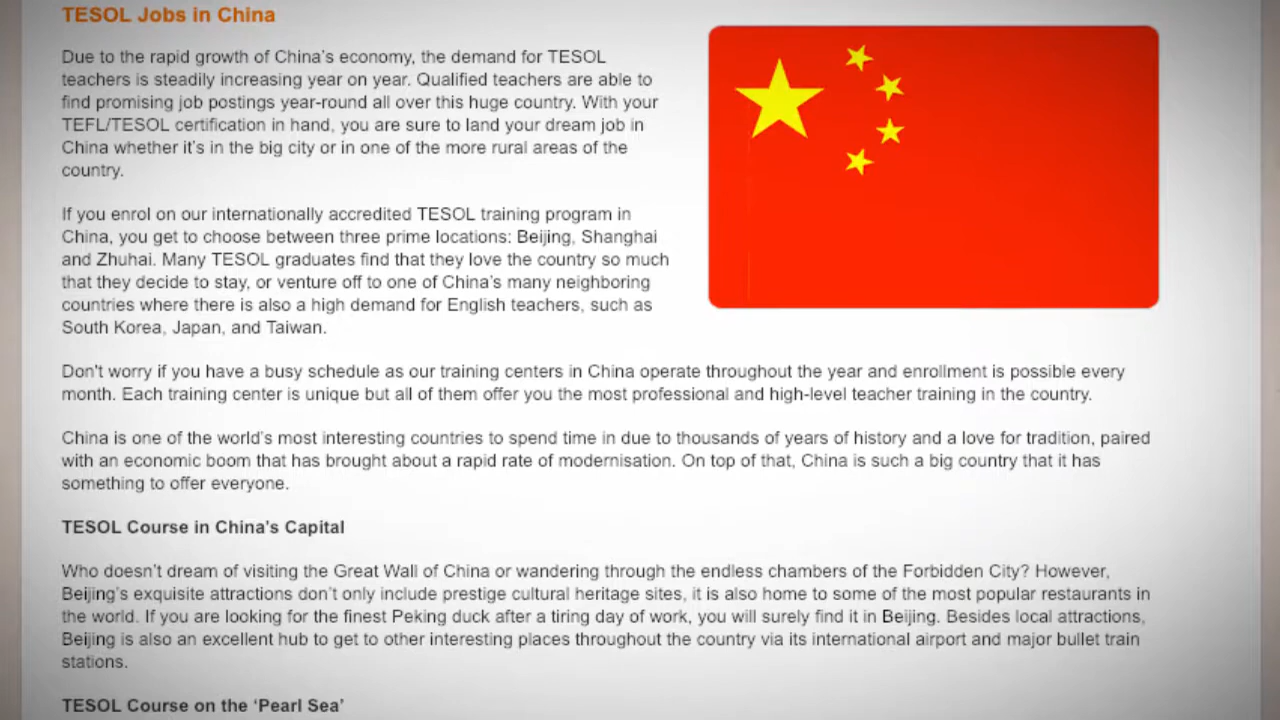 TESOL Jobs in China
Due to the rapid growth of China's economy, the demand for TESOL
teachers is steadily increasing year on year. Qualified teachers are able to
find promising job postings year-round all over this huge country. With your
TEFL/TESOL certification in hand, you are sure to land your dream job in
China whether it's in the big city or in one of the more rural areas of the
country.
If you enrol on our internationally accredited TESOL training program in
China, you get to choose between three prime locations: Beijing, Shanghai
and Zhuhai. Many TESOL graduates find that they love the country so much
that they decide to stay, or venture off to one of China's many neighboring
countries where there is also a high demand for English teachers, such as
South Korea, Japan, and Taiwan.
Don't worry if you have a busy schedule as our training centers in China operate throughout the year and enrollment is possible every
month. Each training center is unique but all of them offer you the most professional and high-level teacher training in the country.
China is one of the world's most interesting countries to spend time in due to thousands of years of history and a love for tradition, paired
with an economic boom that has brought about a rapid rate of modernisation. On top of that, China is such a big country that it has
something to offer everyone.
TESOL Course in China's Capital
Who doesn't dream of visiting the Great Wall of China or wandering through the endless chambers of the Forbidden City? However,
Beijing's exquisite attractions don't only include prestige cultural heritage sites, it is also home to some of the most popular restaurants in
the world. If you are looking for the finest Peking duck after a tiring day of work, you will surely find it in Beijing. Besides local attractions,
Beijing is also an excellent hub to get to other interesting places throughout the country via its international airport and major bullet train
stations.
TESOL Course on the 'Pearl Sea'